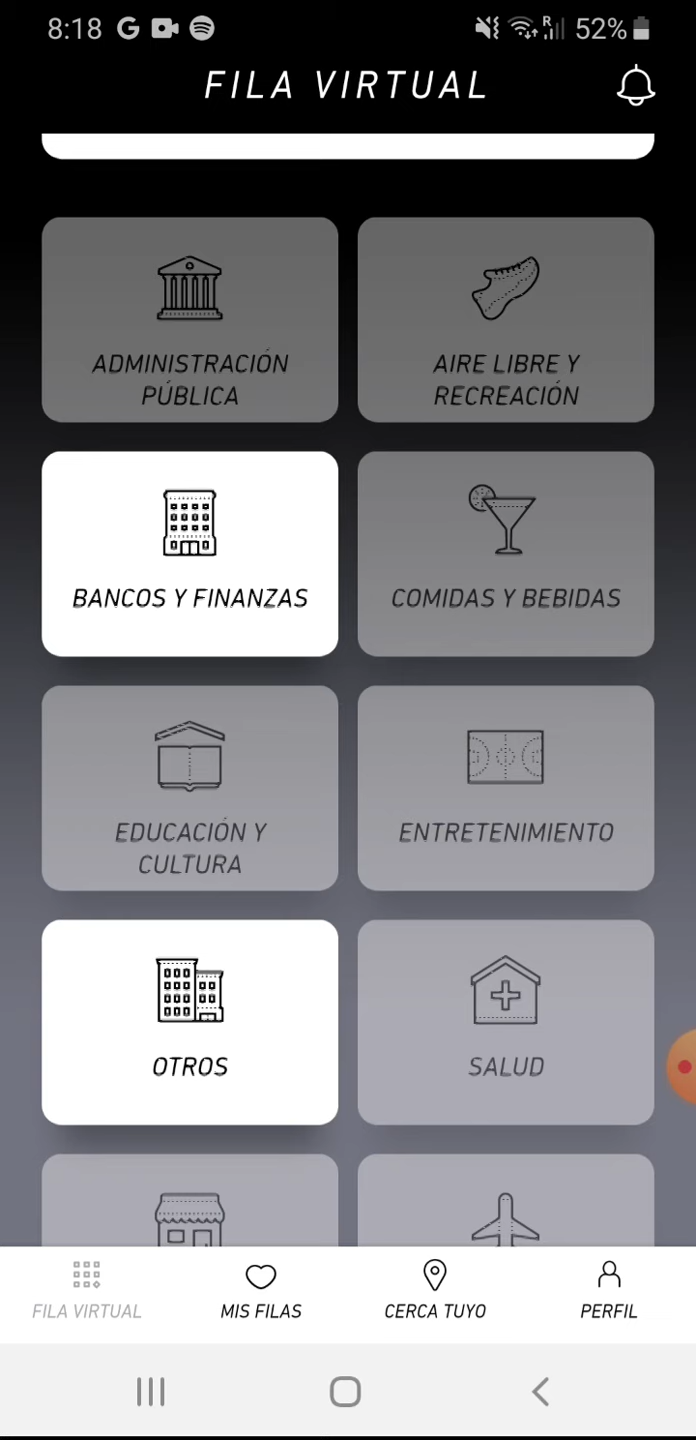 8:18 G R 52%
FILA VIRTUAL
ADMINISTRACIÓN
PÚBLICA
AIRE LIBRE Y
RECREACIÓN
BANCOS Y FINANZAS
COMIDAS Y BEBIDAS
EDUCACIÓN Y
CULTURA
ENTRETENIMIENTO
OTROS
SALUD
FILA VIRTUAL
MIS FILAS
CERCA TUYO
PERFIL